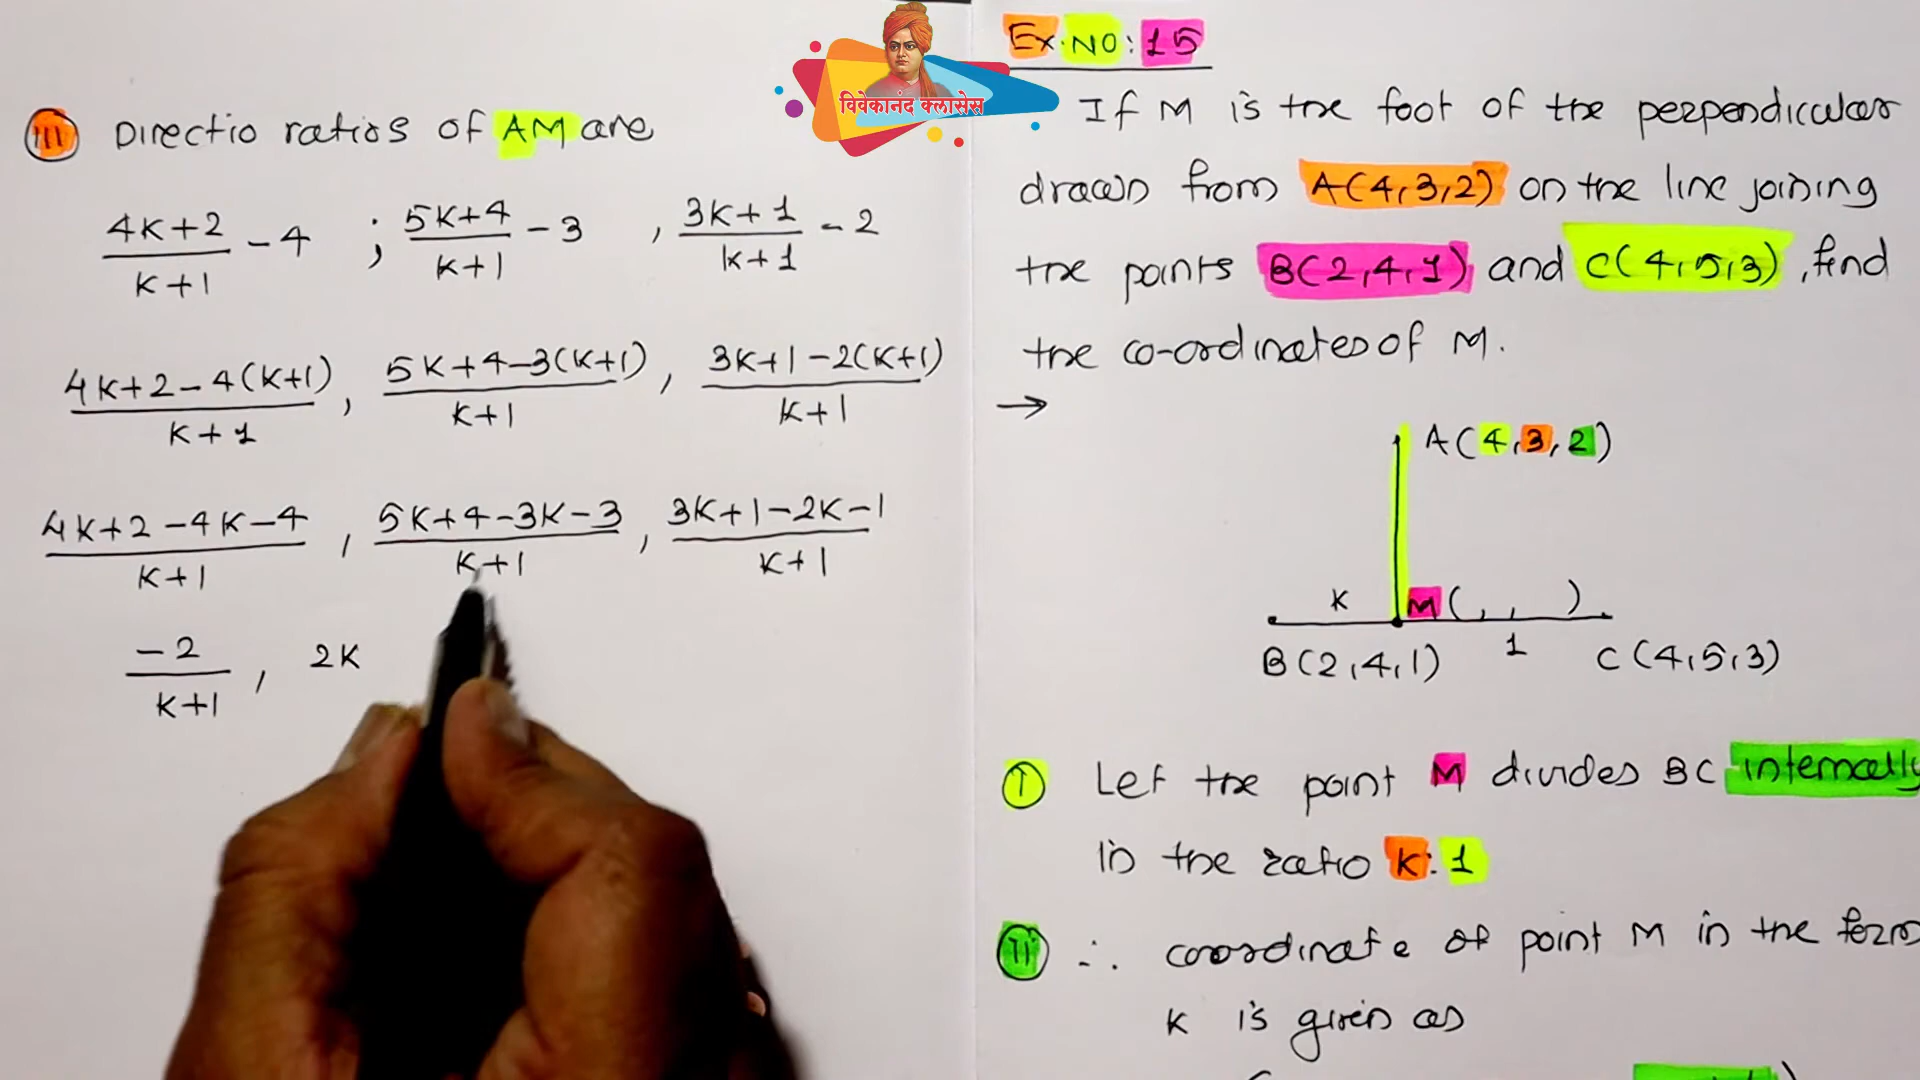 विवेकानंद क्लासेस
III Directio ratios of AM are
4K+2/K+1 - 4 ; 5K+4/K+1 - 3 , 3K+1/K+1 - 2
4K+2-4(K+1)/K+1 , 5K+4-3(K+1)/K+1 , 3K+1-2(K+1)/K+1
4K+2-4K-4/K+1 , 5K+4-3K-3/K+1 , 3K+1-2K-1/K+1
-2/K+1 , 2K
Ex.NO: 15
If M is the foot of the perpendicular
drawn from A(4,3,2) on the line joining
the points B(2,4,1) and C(4,5,3), find
the co-ordinates of M.
→
A(4,3,2)
K M( , , )
B(2,4,1) 1 C(4,5,3)
I Let the point M divides BC internally
in the ratio K:1
II ∴ coordinate of point M in the form
K is given as